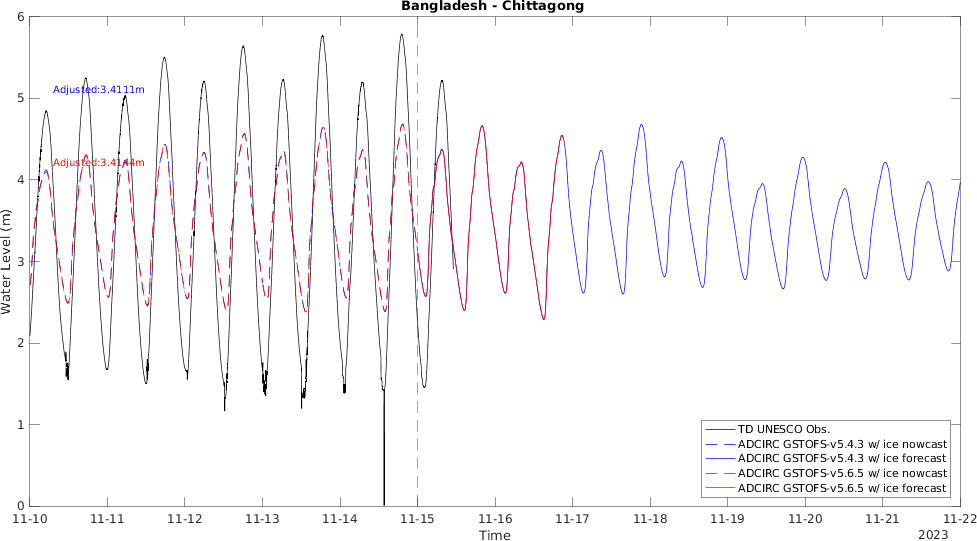 Bangladesh - Chittagong
6
5
4
3
2
1
0
Water Level (m)
Adjusted:3.4111m
Adjusted:3.4144m
TD UNESCO Obs.
ADCIRC GSTOFS-v5.4.3 w/ ice nowcast
ADCIRC GSTOFS-v5.4.3 w/ ice forecast
ADCIRC GSTOFS-v5.6.5 w/ ice nowcast
ADCIRC GSTOFS-v5.6.5 w/ ice forecast
11-10 11-11 11-12 11-13 11-14 11-15 11-16 11-17 11-18 11-19 11-20 11-21 11-22
Time
2023